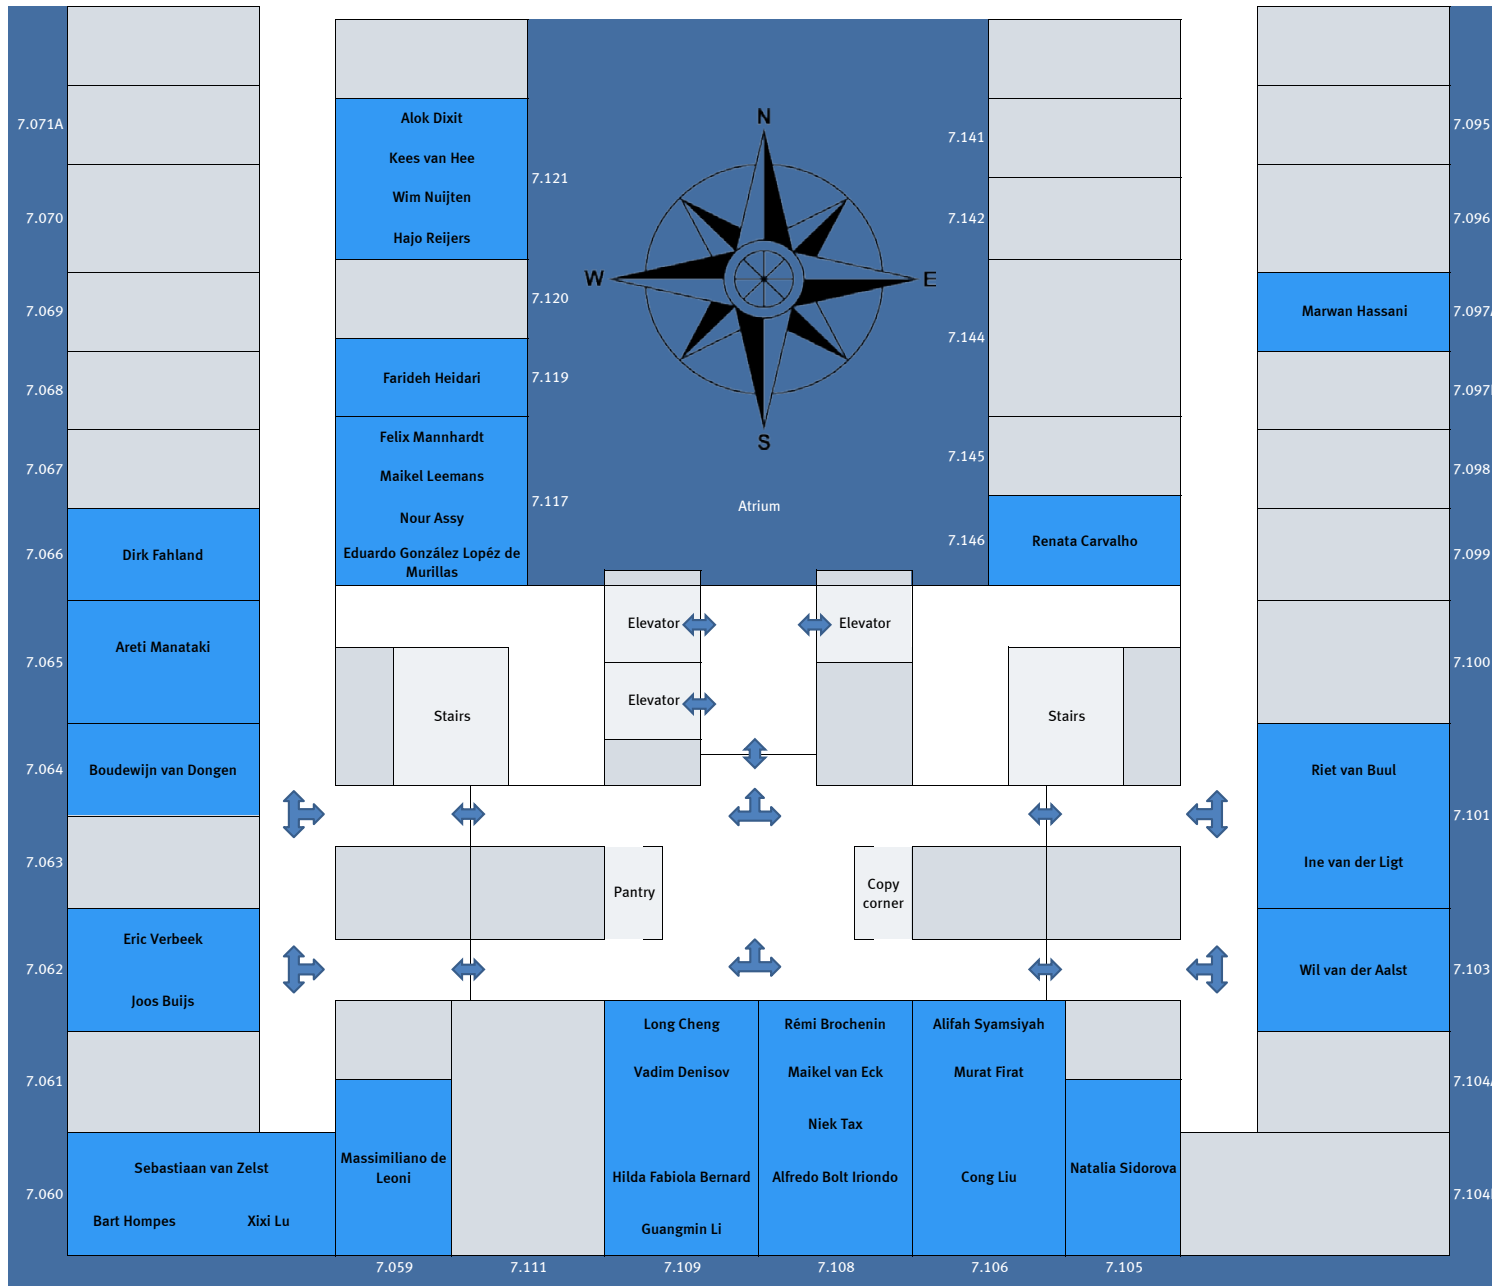 N
W
E
S
Atrium
7.071A
7.070
7.069
7.068
7.067
7.066
7.065
7.064
7.063
7.062
7.061
7.060
Dirk Fahland
Areti Manataki
Boudewijn van Dongen
Eric Verbeek
Joos Buijs
Sebastiaan van Zelst
Bart Hompes
Xixi Lu
Alok Dixit
Kees van Hee
Wim Nuijten
Hajo Reijers
7.121
7.120
Farideh Heidari
7.119
Felix Mannhardt
Maikel Leemans
Nour Assy
Eduardo González Lopéz de
Murillas
7.117
7.141
7.142
7.144
7.145
7.146
Renata Carvalho
Elevator
Elevator
Elevator
Stairs
Stairs
Pantry
Copy
corner
Massimiliano de
Leoni
Long Cheng
Vadim Denisov
Hilda Fabiola Bernard
Guangmin Li
Rémi Brochenin
Maikel van Eck
Niek Tax
Alfredo Bolt Iriondo
Alifah Syamsiyah
Murat Firat
Cong Liu
Natalia Sidorova
7.059
7.111
7.109
7.108
7.106
7.105
Marwan Hassani
Riet van Buul
Ine van der Ligt
Wil van der Aalst
7.095
7.096
7.098
7.099
7.100
7.101
7.103